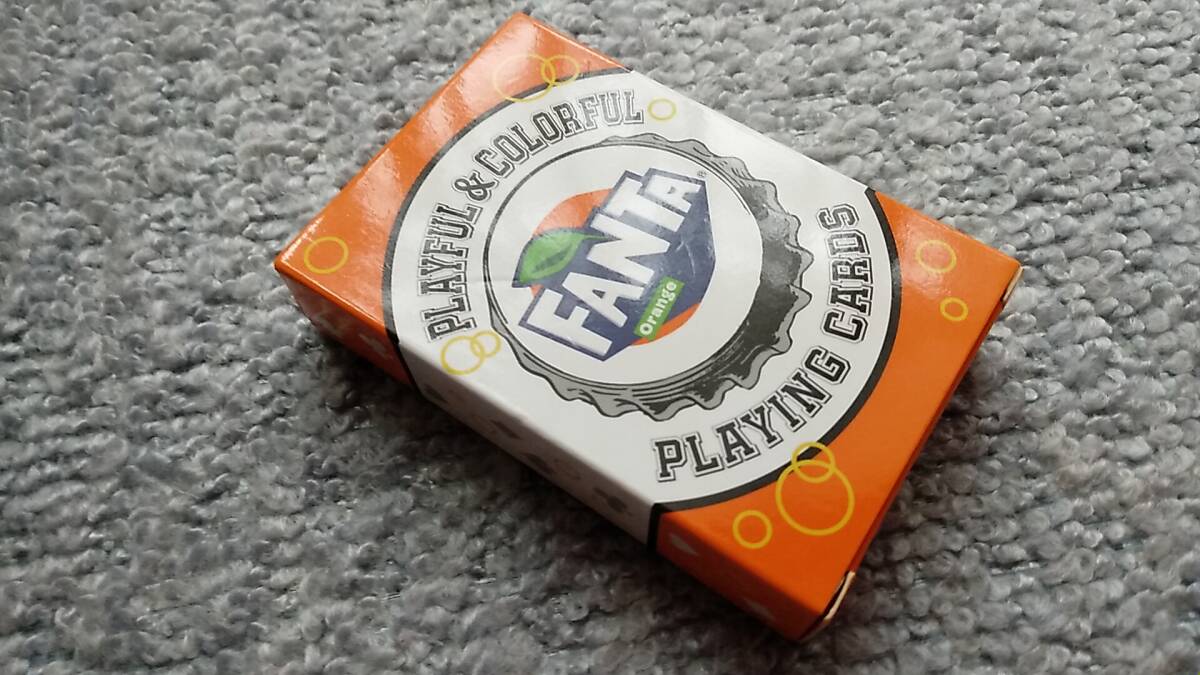 PLAYFUL & COLORFUL
FANTA®
Orange
PLAYING CARDS